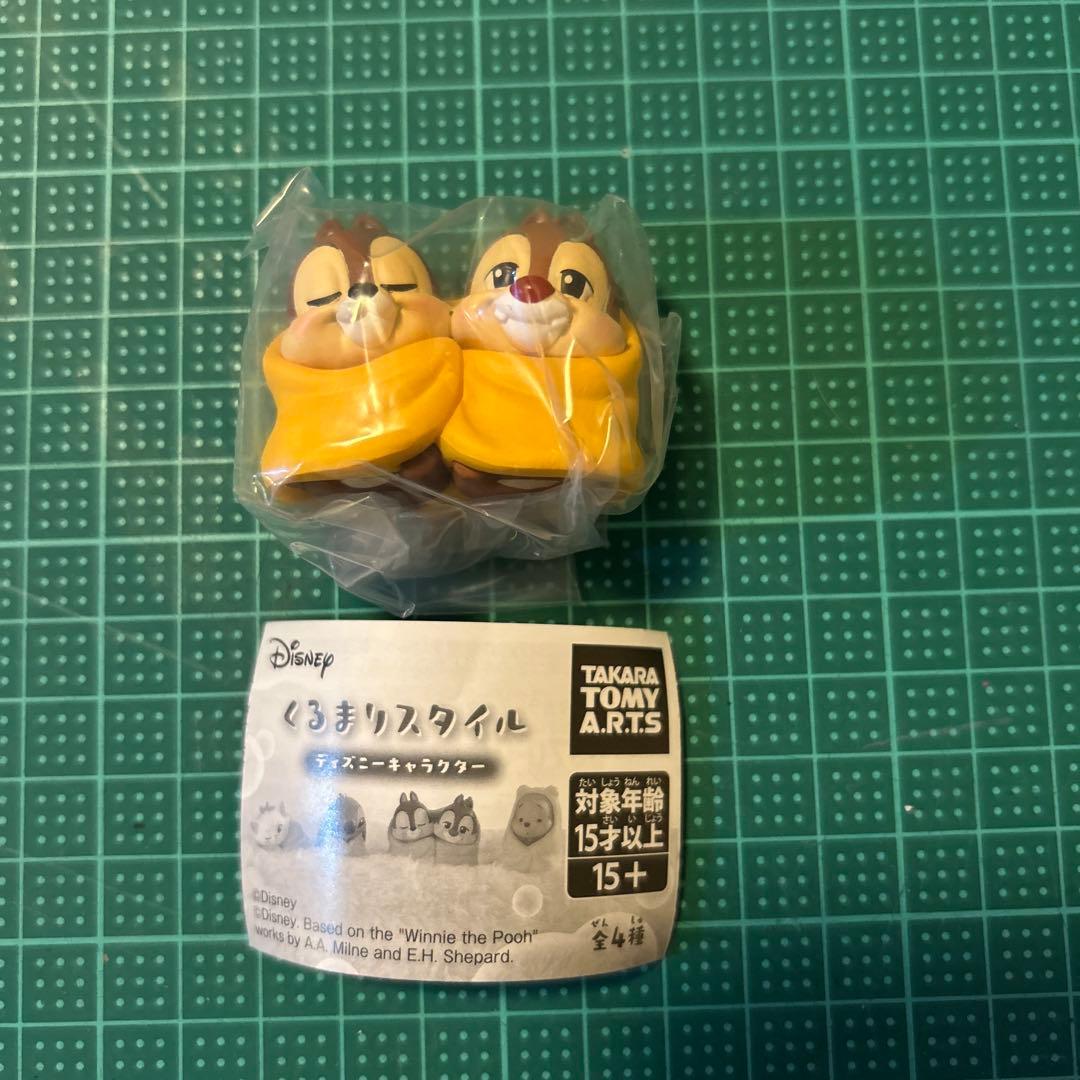 Disney
くるまりスタイル
ディズニーキャラクター
TAKARA
TOMY
A.R.T.S
たいしょうねんれい
対象年齢
さいいじょう
15才以上
15+
©Disney
©Disney. Based on the "Winnie the Pooh"
works by A.A. Milne and E.H. Shepard.
ぜんしゅ
全4種